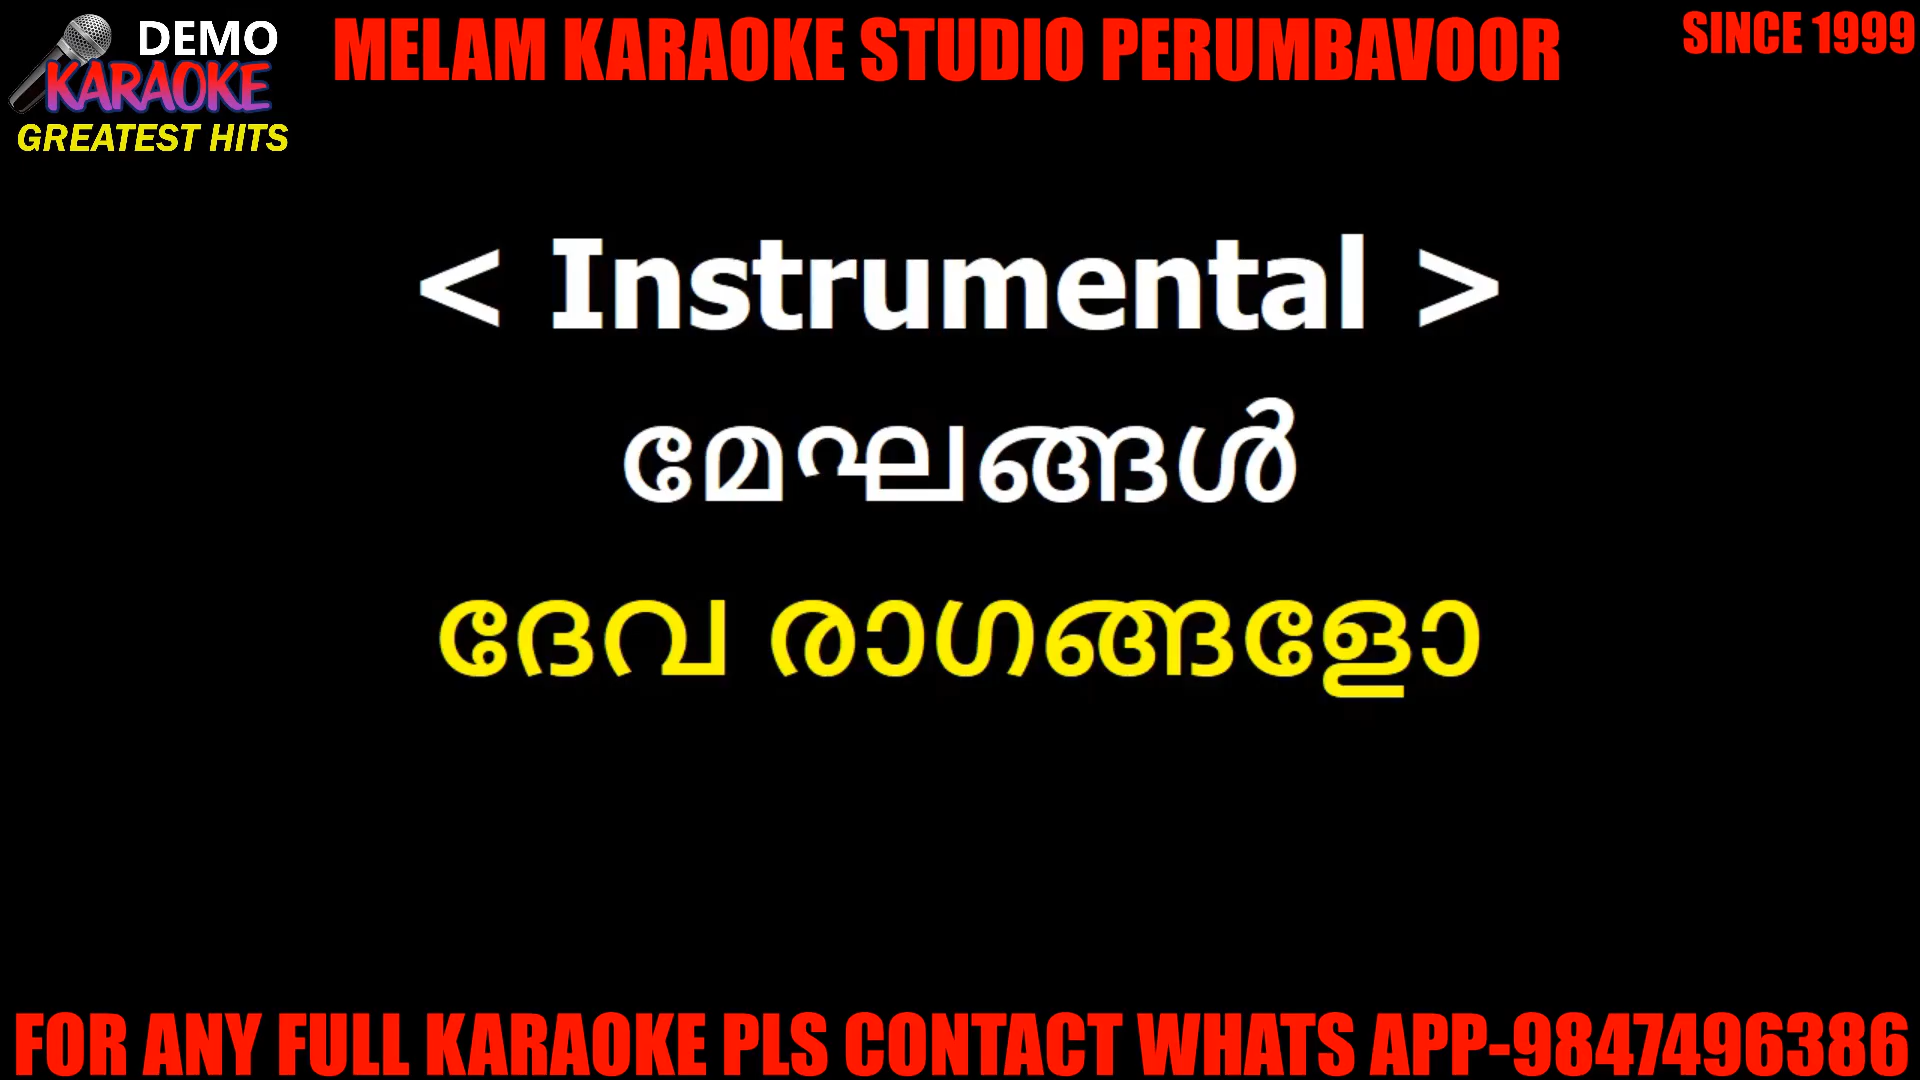 DEMO
KARAOKE
GREATEST HITS
MELAM KARAOKE STUDIO PERUMBAVOOR
SINCE 1999
< Instrumental >
മേഘങ്ങൾ
ദേവ രാഗങ്ങളോ
FOR ANY FULL KARAOKE PLS CONTACT WHATS APP-9847496386